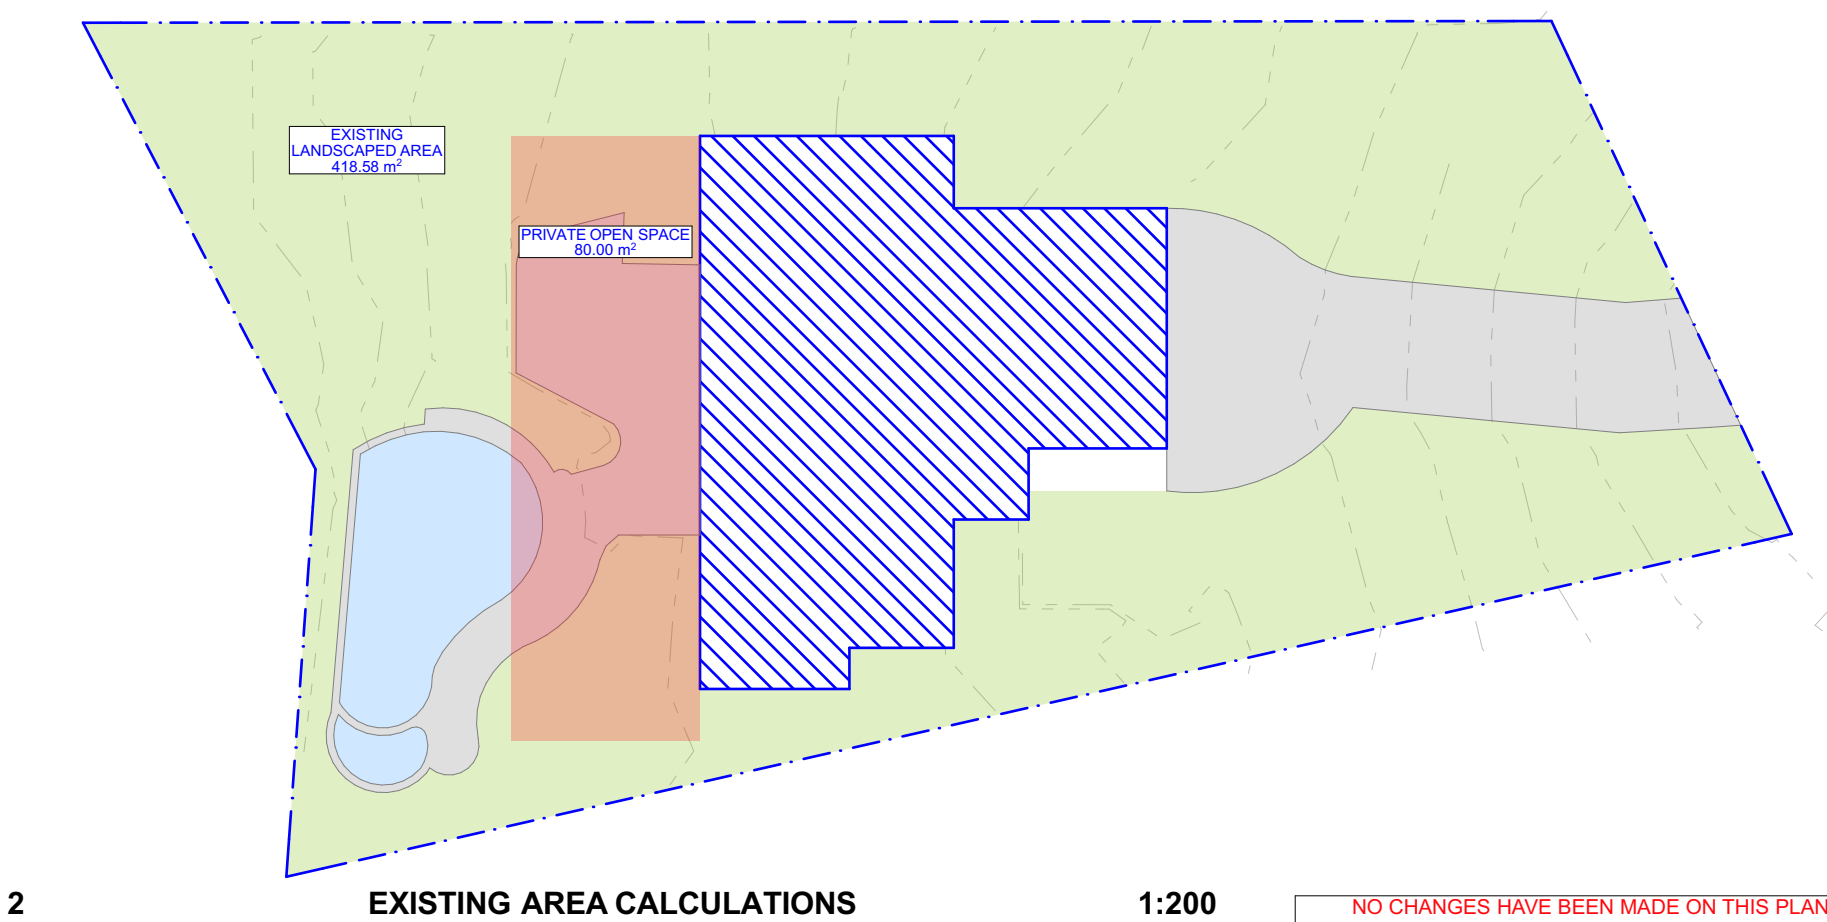 EXISTING
LANDSCAPED AREA
418.58 m²
PRIVATE OPEN SPACE
80.00 m²
2
EXISTING AREA CALCULATIONS
1:200
NO CHANGES HAVE BEEN MADE ON THIS PLAN